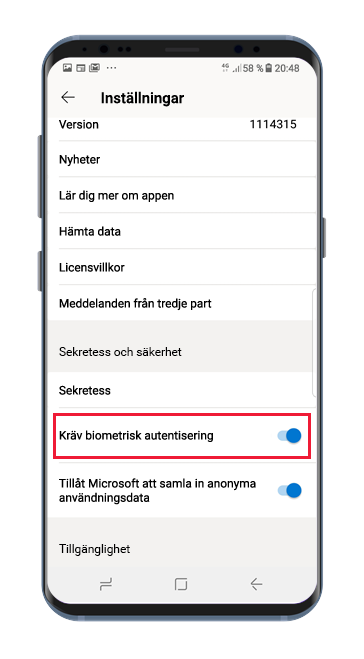 4G 58 % 20:48
Inställningar
Version 1114315
Nyheter
Lär dig mer om appen
Hämta data
Licensvillkor
Meddelanden från tredje part
Sekretess och säkerhet
Sekretess
Kräv biometrisk autentisering
Tillåt Microsoft att samla in anonyma
användningsdata
Tillgänglighet